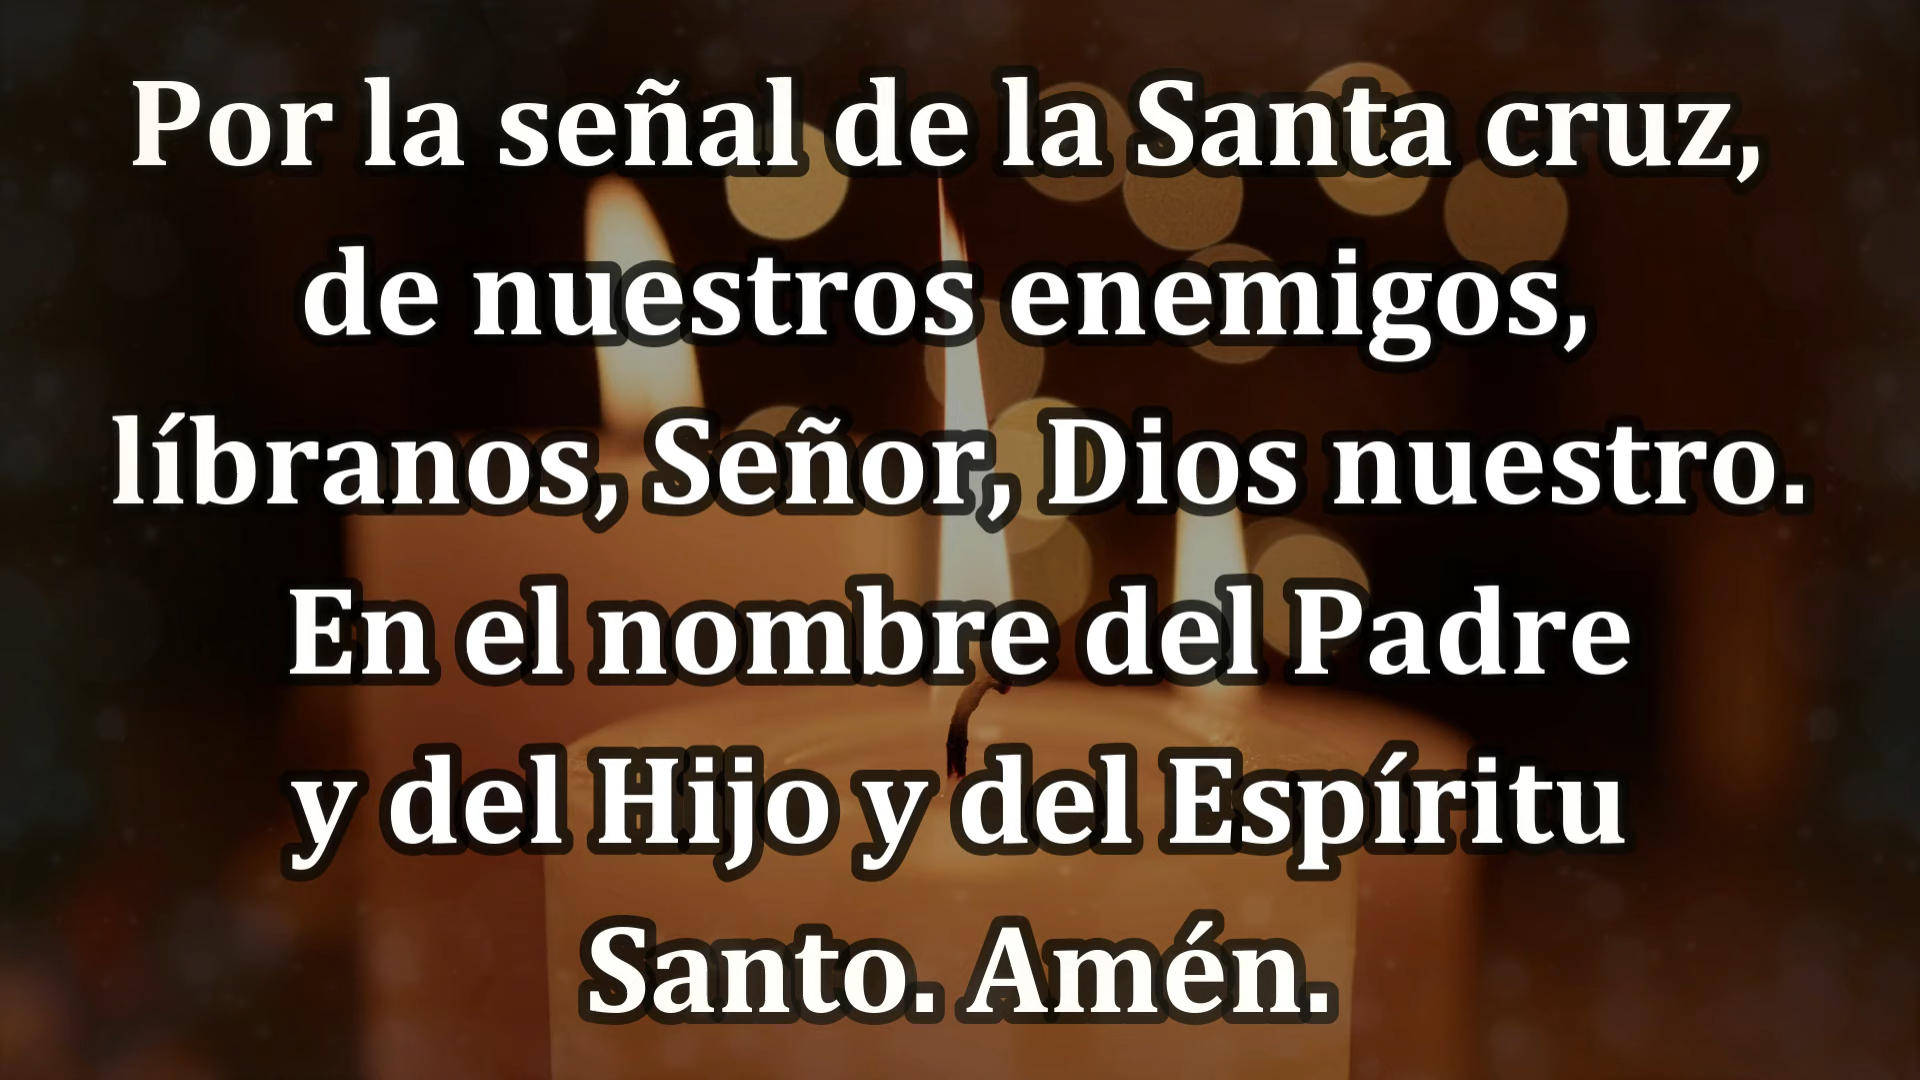 Por la señal de la Santa cruz,
de nuestros enemigos,
líbranos, Señor, Dios nuestro.
En el nombre del Padre
y del Hijo y del Espíritu
Santo. Amén.